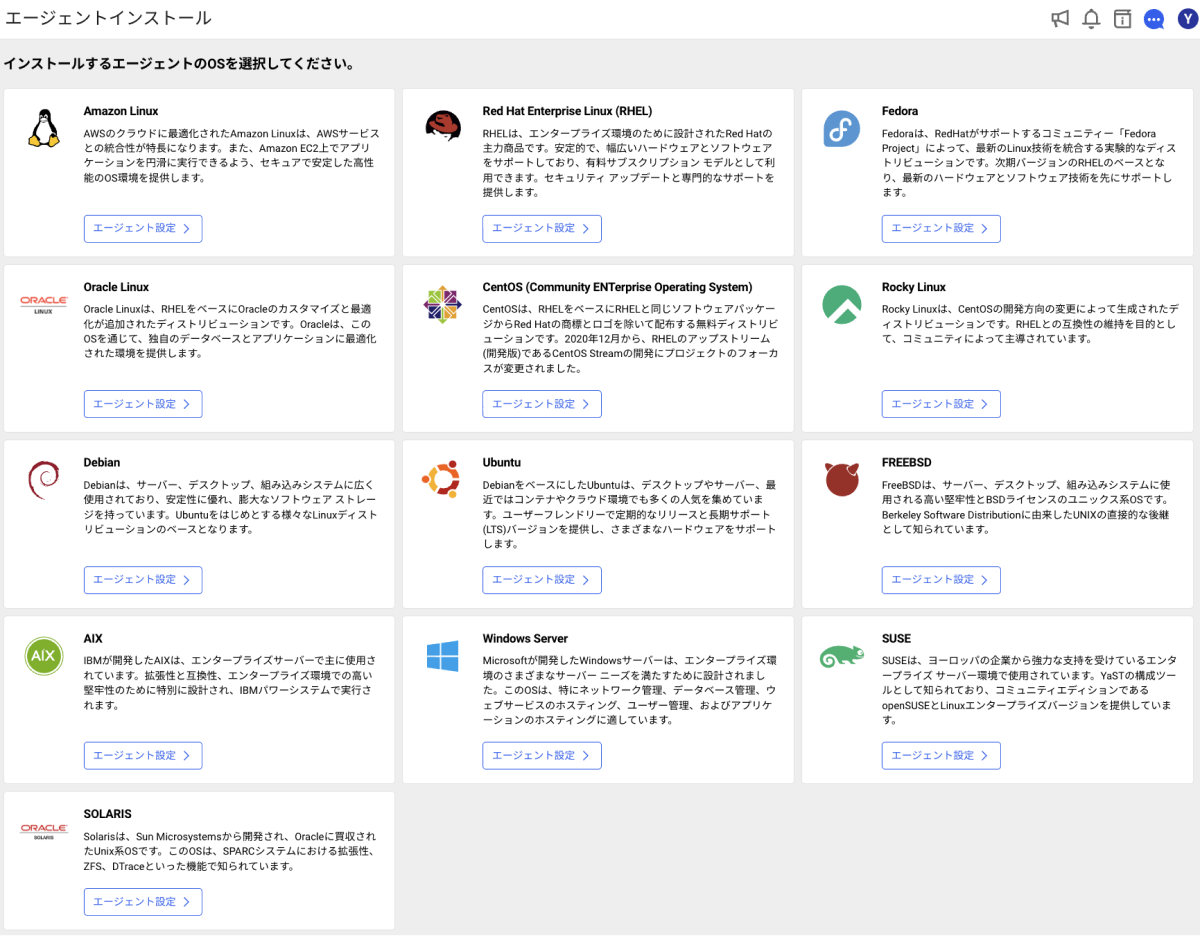 エージェントインストール
Y
インストールするエージェントのOSを選択してください。
Amazon Linux
AWSのクラウドに最適化されたAmazon Linuxは、AWSサービス
との統合性が特長になります。また、Amazon EC2上でアプリ
ケーションを円滑に実行できるよう、セキュアで安定した高性
能のOS環境を提供します。
エージェント設定
Red Hat Enterprise Linux (RHEL)
RHELは、エンタープライズ環境のために設計されたRed Hatの
主力商品です。安定的で、幅広いハードウェアとソフトウェア
をサポートしており、有料サブスクリプション モデルとして利
用できます。セキュリティ アップデートと専門的なサポートを
提供します。
エージェント設定
Fedora
Fedoraは、RedHatがサポートするコミュニティー「Fedora
Project」によって、最新のLinux技術を統合する実験的なディス
トリビューションです。次期バージョンのRHELのベースとな
り、最新のハードウェアとソフトウェア技術を先にサポートし
ます。
エージェント設定
ORACLE
LINUX
Oracle Linux
Oracle Linuxは、RHELをベースにOracleのカスタマイズと最適
化が追加されたディストリビューションです。Oracleは、この
OSを通じて、独自のデータベースとアプリケーションに最適化
された環境を提供します。
エージェント設定
CentOS (Community ENTerprise Operating System)
CentOSは、RHELをベースにRHELと同じソフトウェアパッケー
ジからRed Hatの商標とロゴを除いて配布する無料ディストリビ
ューションです。2020年12月から、RHELのアップストリーム
(開発版)であるCentOS Streamの開発にプロジェクトのフォーカ
スが変更されました。
エージェント設定
Rocky Linux
Rocky Linuxは、CentOSの開発方向の変更によって生成されたデ
ィストリビューションです。RHELとの互換性の維持を目的とし
て、コミュニティによって主導されています。
エージェント設定
Debian
Debianは、サーバー、デスクトップ、組み込みシステムに広く
使用されており、安定性に優れ、膨大なソフトウェア ストレー
ジを持っています。Ubuntuをはじめとする様々なLinuxディスト
リビューションのベースとなります。
エージェント設定
Ubuntu
DebianをベースにしたUbuntuは、デスクトップやサーバー、最
近ではコンテナやクラウド環境でも多くの人気を集めていま
す。ユーザーフレンドリーで定期的なリリースと長期サポート
(LTS)バージョンを提供し、さまざまなハードウェアをサポート
します。
エージェント設定
FREEBSD
FreeBSDは、サーバー、デスクトップ、組み込みシステムに使
用される高い堅牢性とBSDライセンスのユニックス系OSです。
Berkeley Software Distributionに由来したUNIXの直接的な後継
として知られています。
エージェント設定
AIX
AIX
IBMが開発したAIXは、エンタープライズサーバーで主に使用さ
れています。拡張性と互換性、エンタープライズ環境での高い
堅牢性のために特別に設計され、IBMパワーシステムで実行さ
れます。
エージェント設定
Windows Server
Microsoftが開発したWindowsサーバーは、エンタープライズ環
境のさまざまなサーバー ニーズを満たすために設計されまし
た。このOSは、特にネットワーク管理、データベース管理、ウ
ェブサービスのホスティング、ユーザー管理、およびアプリケ
ーションのホスティングに適しています。
エージェント設定
SUSE
SUSEは、ヨーロッパの企業から強力な支持を受けているエンタ
ープライズ サーバー環境で使用されています。YaSTの構成ツー
ルとして知られており、コミュニティエディションである
openSUSEとLinuxエンタープライズバージョンを提供していま
す。
エージェント設定
ORACLE
SOLARIS
SOLARIS
Solarisは、Sun Microsystemsから開発され、Oracleに買収され
たUnix系OSです。このOSは、SPARCシステムにおける拡張性、
ZFS、DTraceといった機能で知られています。
エージェント設定